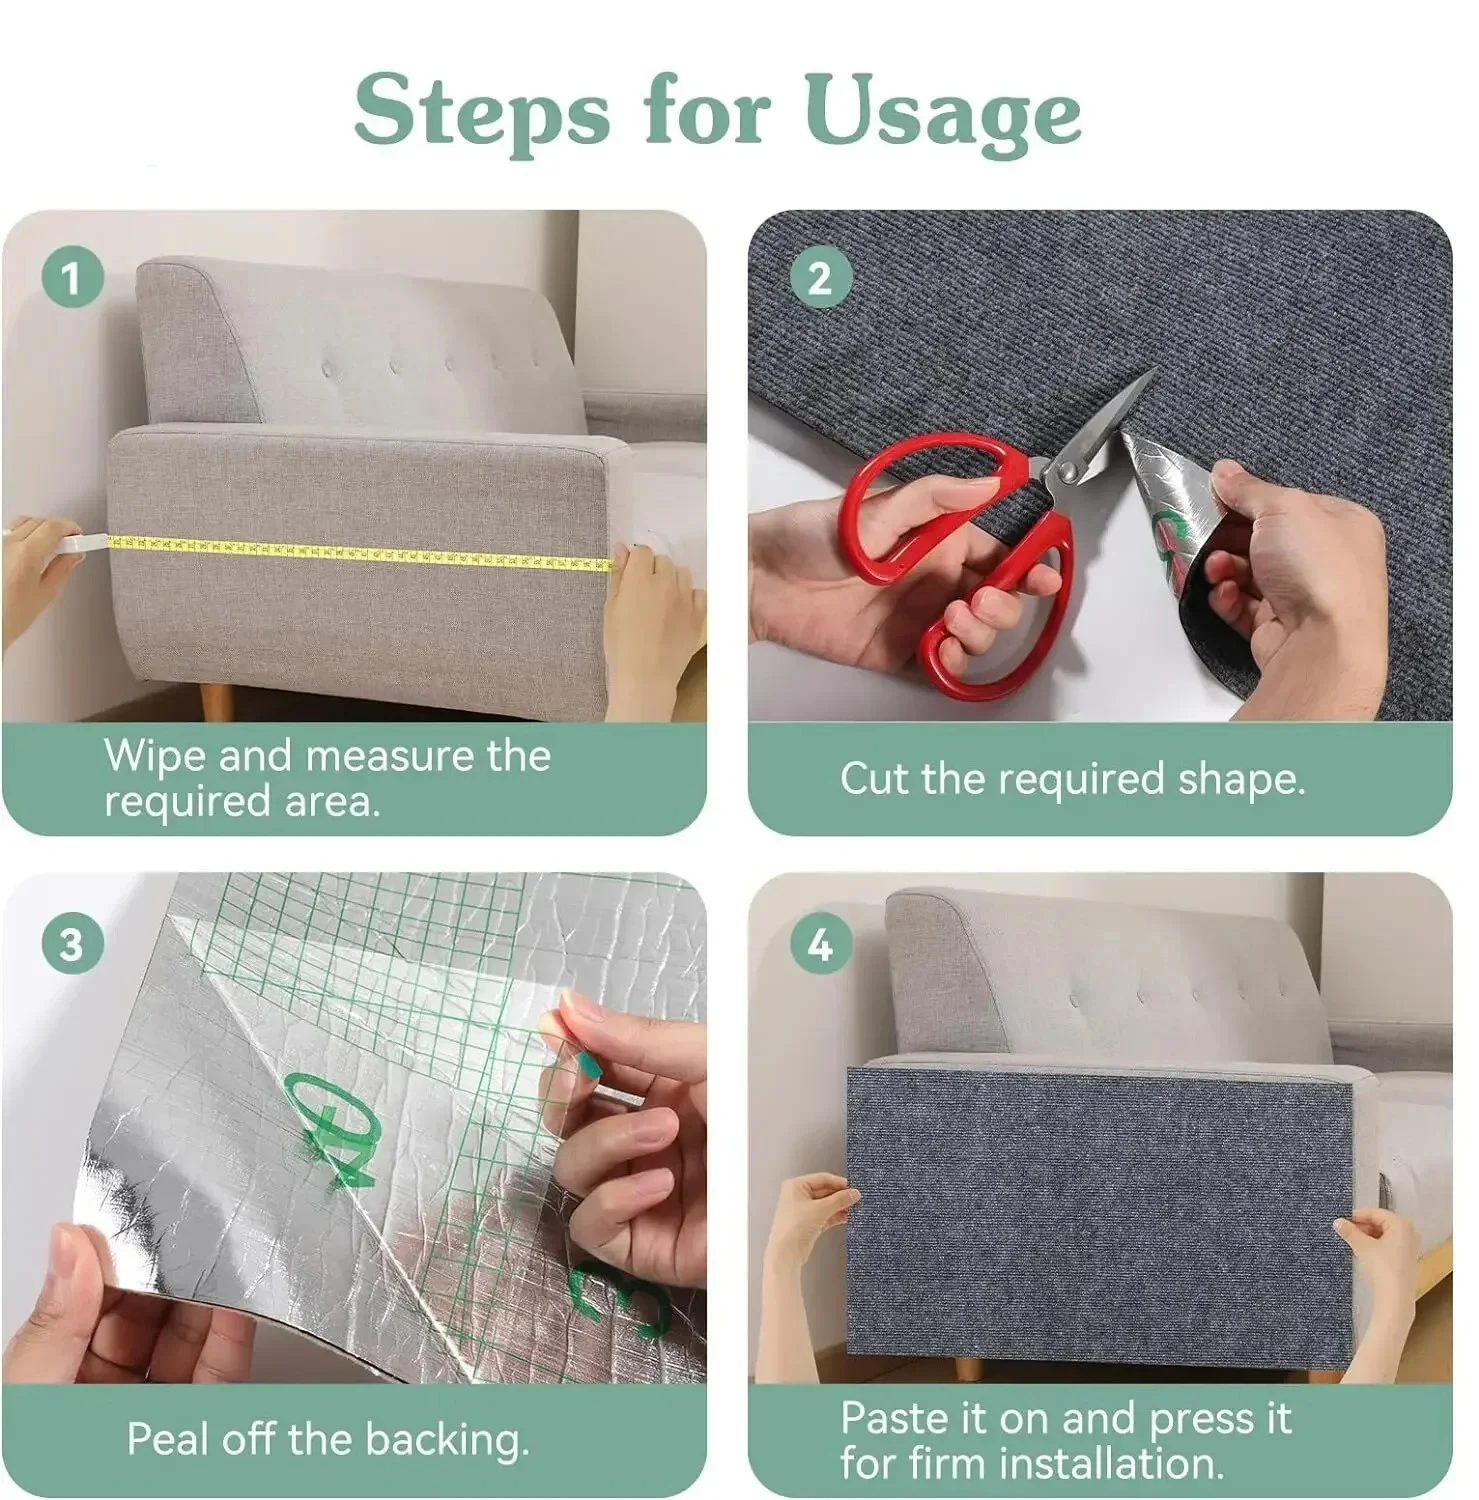 Steps for Usage
1
2
Wipe and measure the
required area.
Cut the required shape.
3
4
Peal off the backing.
Paste it on and press it
for firm installation.